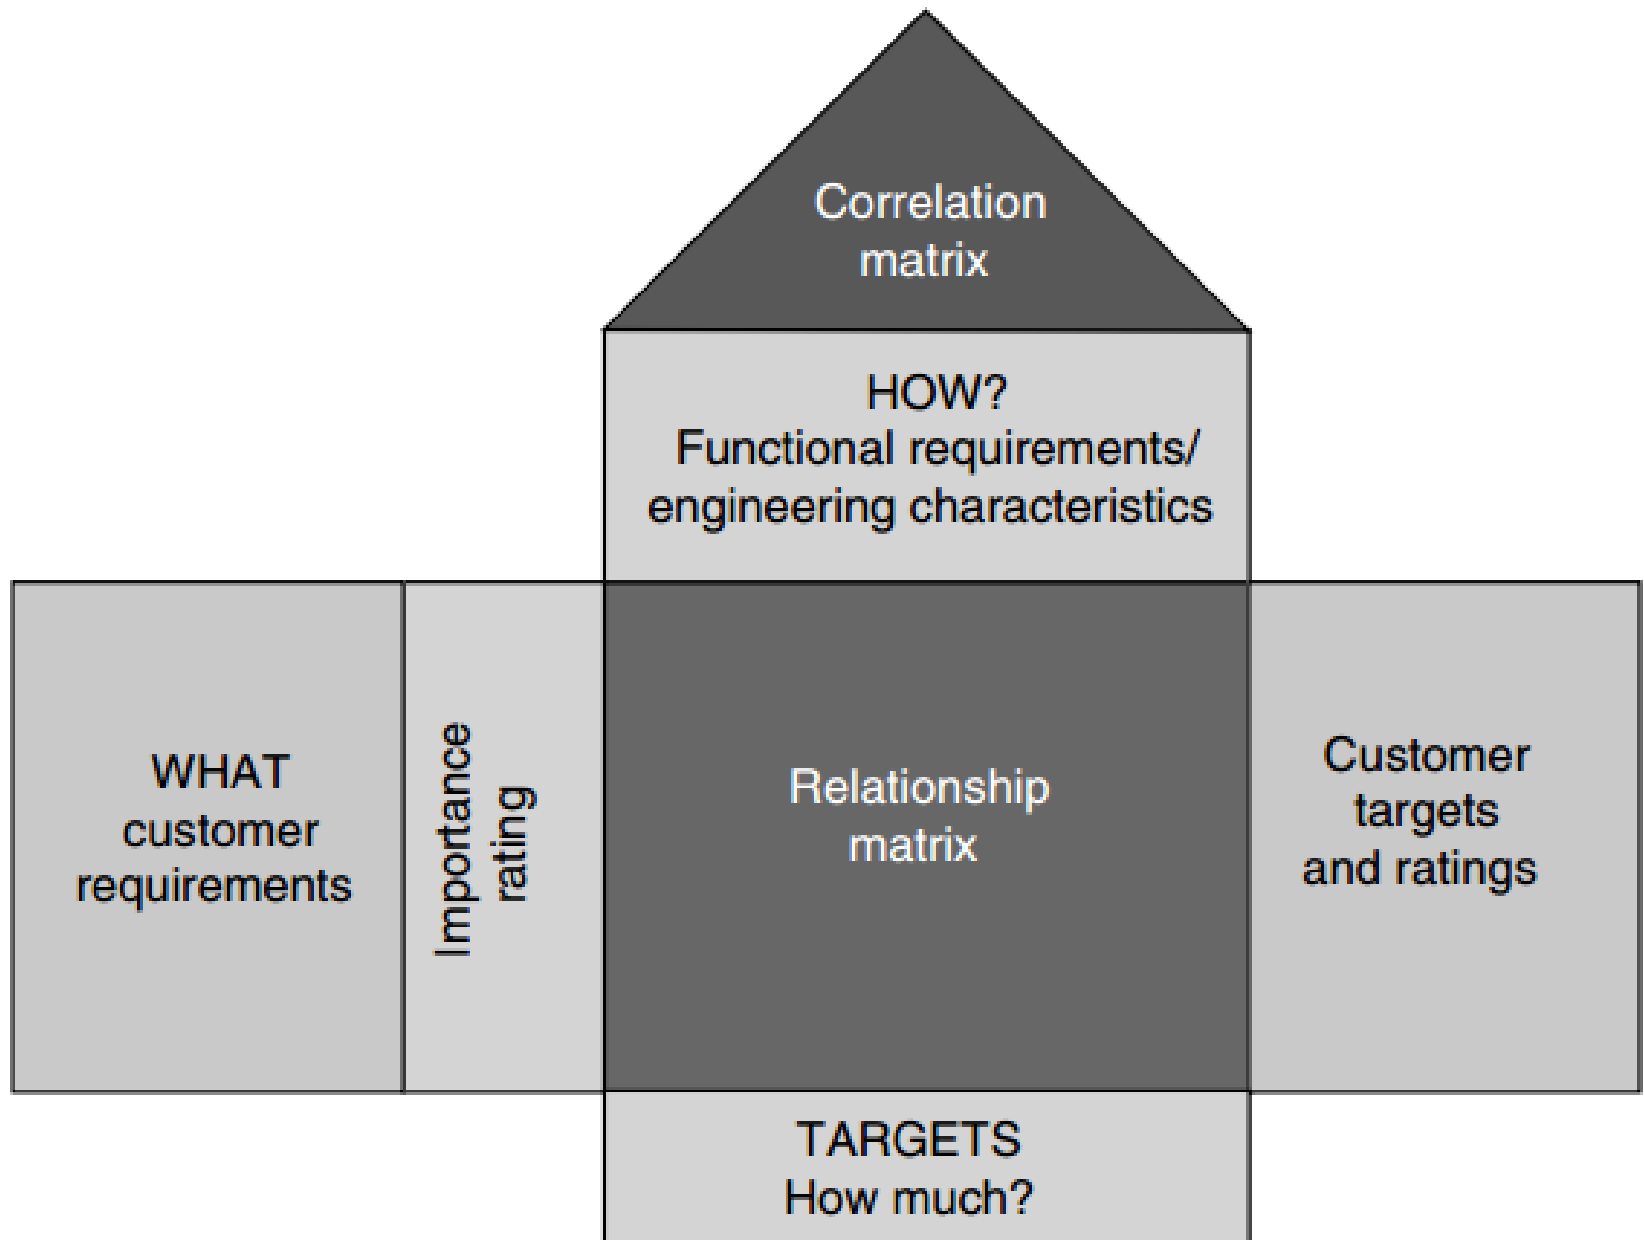 Correlation
matrix
HOW?
Functional requirements/
engineering characteristics
WHAT
customer
requirements
Importance
rating
Relationship
matrix
Customer
targets
and ratings
TARGETS
How much?